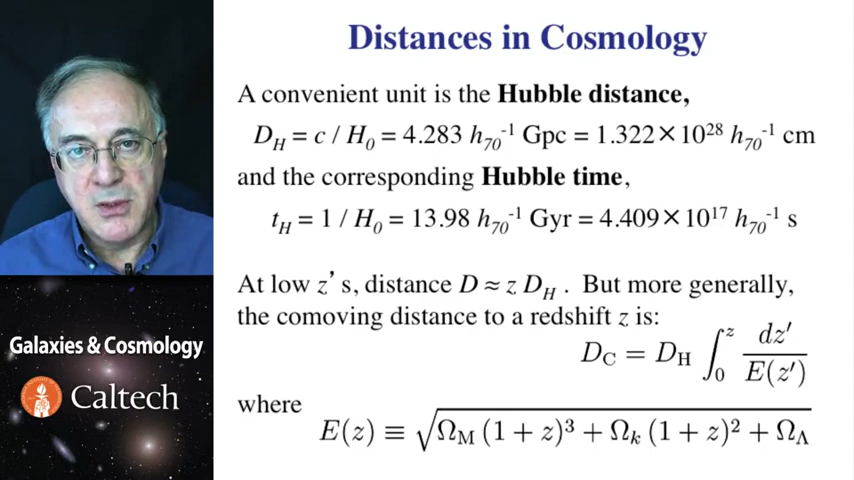 Distances in Cosmology
A convenient unit is the Hubble distance,
D_H = c / H_0 = 4.283 h_70^-1 Gpc = 1.322×10^28 h_70^-1 cm
and the corresponding Hubble time,
t_H = 1 / H_0 = 13.98 h_70^-1 Gyr = 4.409×10^17 h_70^-1 s
At low z’s, distance D ≈ z D_H . But more generally,
the comoving distance to a redshift z is:
D_C = D_H ∫_0^z dz′ / E(z′)
where
E(z) ≡ √(Ω_M (1 + z)^3 + Ω_k (1 + z)^2 + Ω_Λ)
Galaxies & Cosmology
Caltech